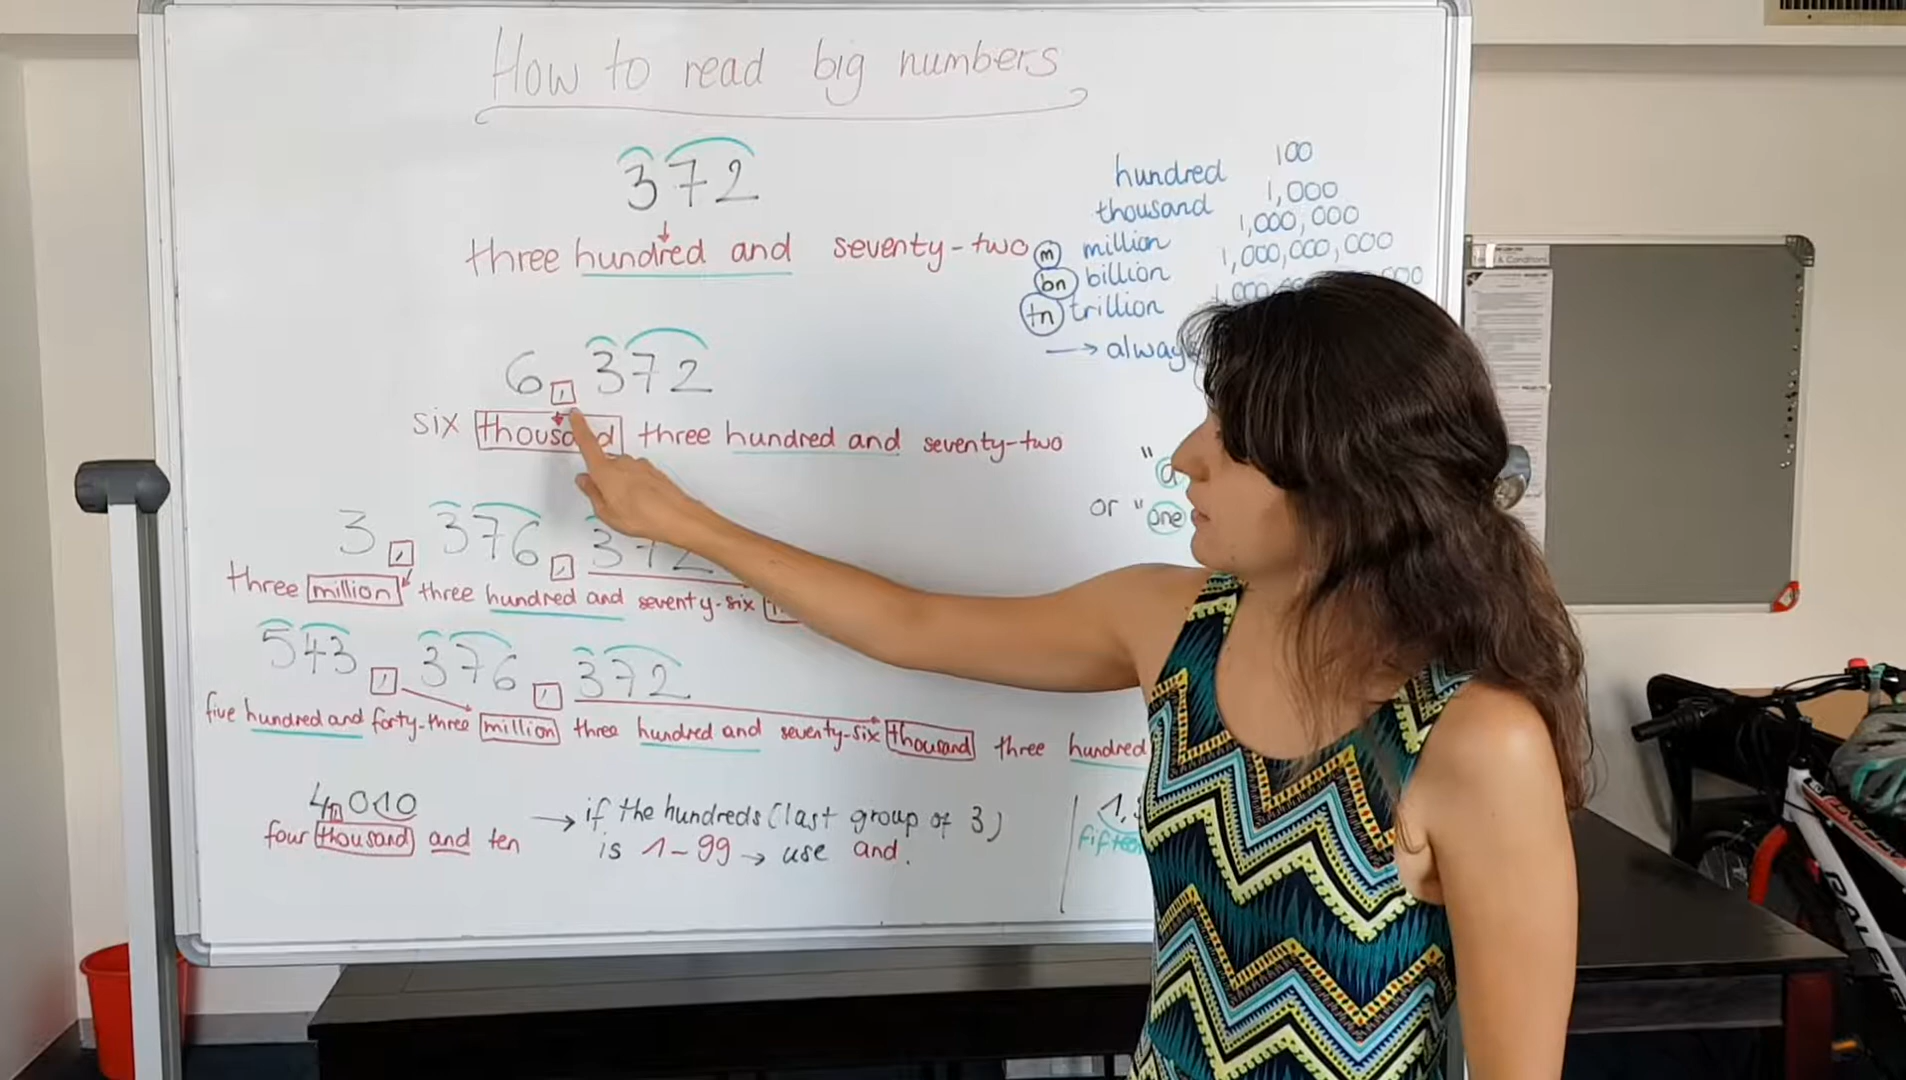 How to read big numbers
372
three hundred and seventy-two
hundred 100
thousand 1,000
m million 1,000,000
bn billion 1,000,000,000
tn trillion
→ always
6,372
six thousand three hundred and seventy-two
or "one
3,376,372
three million three hundred and seventy-six
543,376,372
five hundred and forty-three million three hundred and seventy-six thousand three hundred
4,010
four thousand and ten
→ if the hundreds (last group of 3)
is 1-99 → use and.
RALEIGH